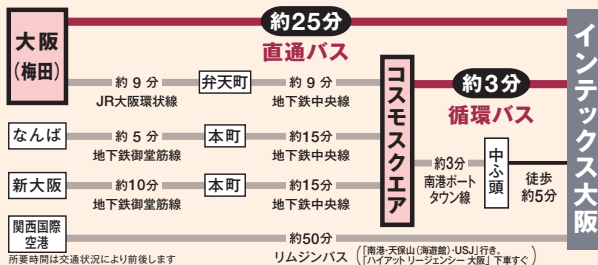 大阪
(梅田)
約25分
直通バス
約9分
JR大阪環状線
弁天町
約9分
地下鉄中央線
なんば
約5分
地下鉄御堂筋線
本町
約15分
地下鉄中央線
新大阪
約10分
地下鉄御堂筋線
本町
約15分
地下鉄中央線
コスモスクエア
約3分
循環バス
約3分
南港ポート
タウン線
中ふ頭
徒歩
約5分
インテックス大阪
関西国際
空港
約50分
リムジンバス
(「南港・天保山(海遊館)・USJ」行き。
「ハイアット リージェンシー 大阪」下車すぐ)
所要時間は交通状況により前後します